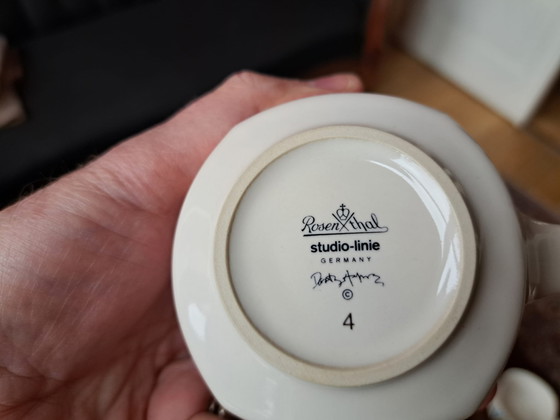 Rosenthal
studio-linie
GERMANY
©
4